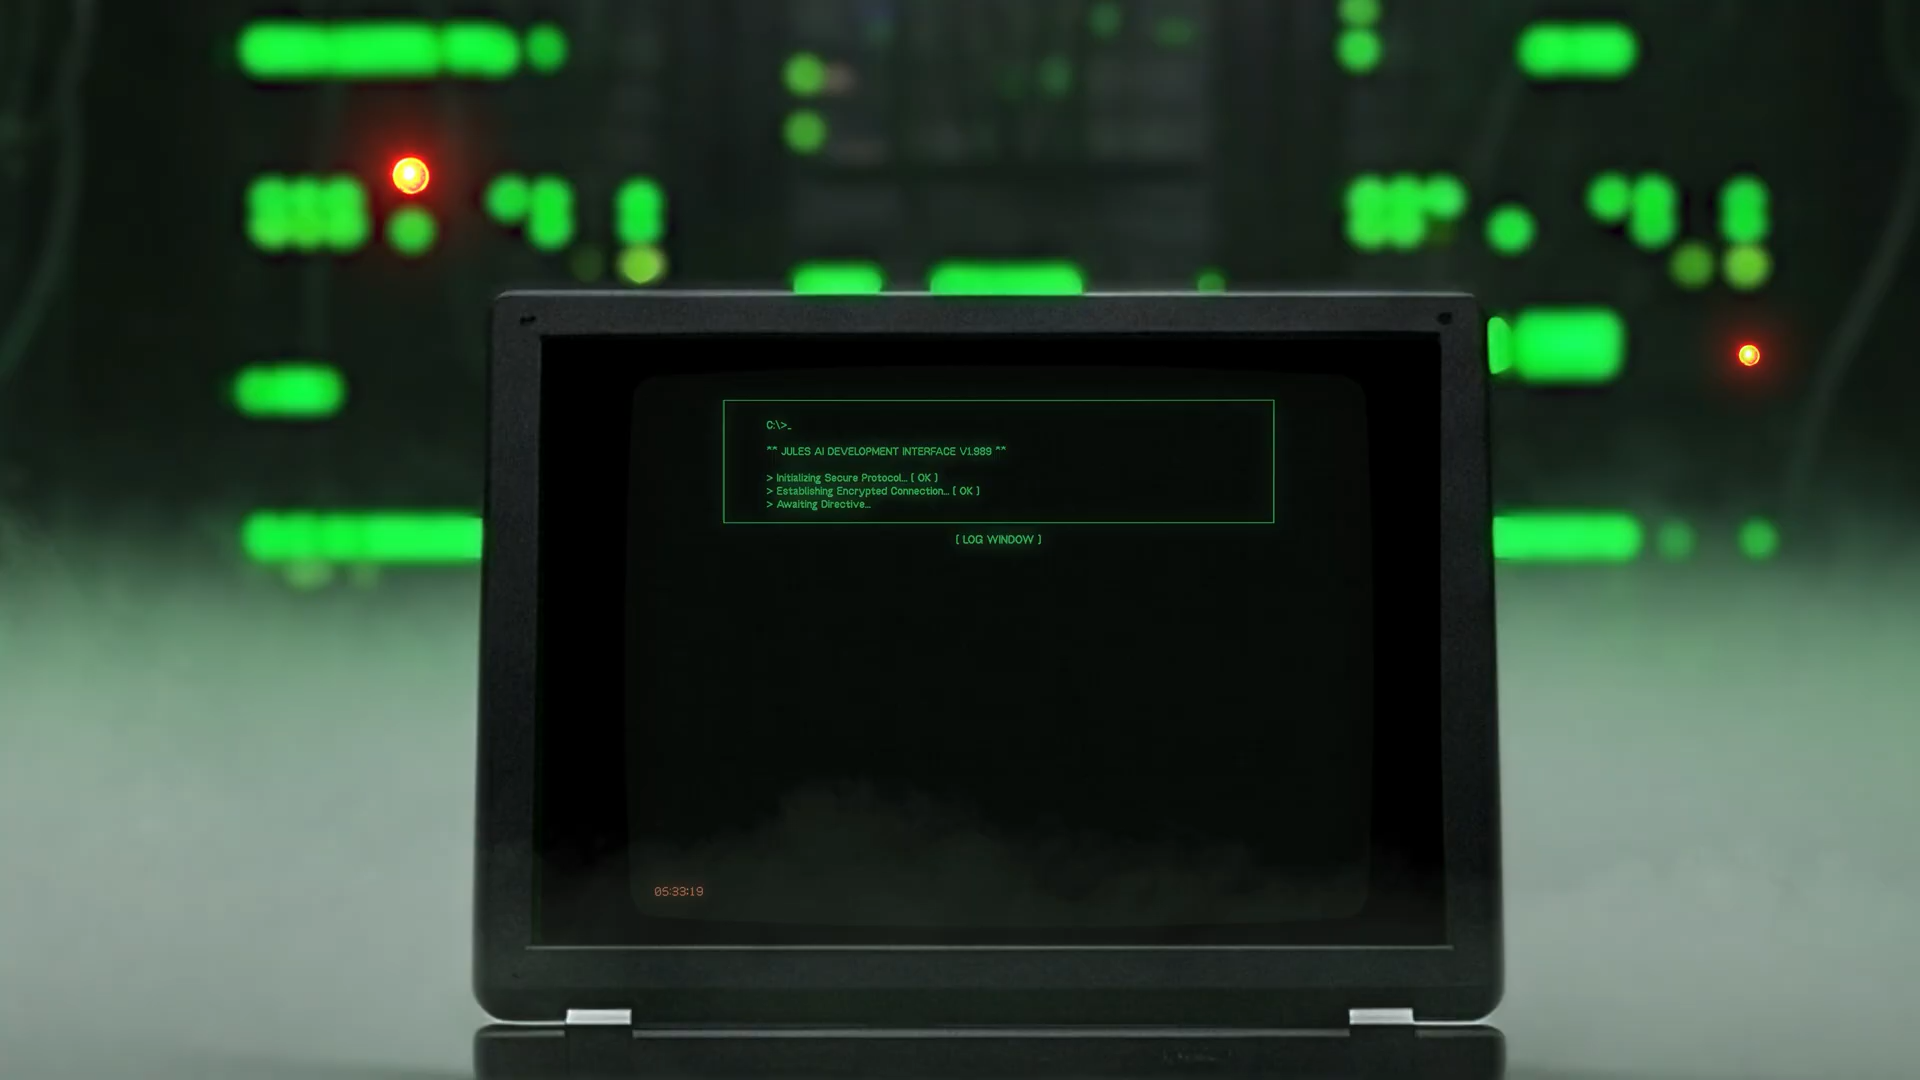 C:\>_
** JULES AI DEVELOPMENT INTERFACE V1.989 **
> Initializing Secure Protocol... [ OK ]
> Establishing Encrypted Connection... [ OK ]
> Awaiting Directive...
[ LOG WINDOW ]
05:33:19